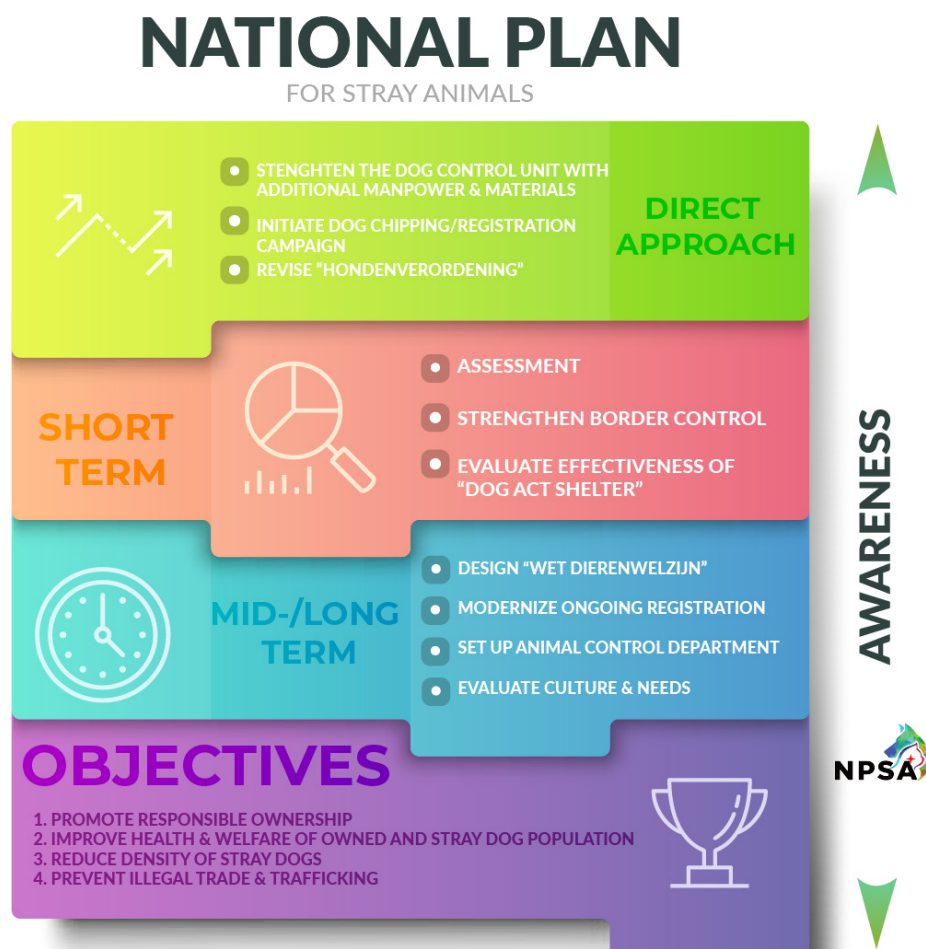 NATIONAL PLAN
FOR STRAY ANIMALS
STENGHTEN THE DOG CONTROL UNIT WITH
ADDITIONAL MANPOWER & MATERIALS
INITIATE DOG CHIPPING/REGISTRATION
CAMPAIGN
REVISE "HONDENVERORDENING"
DIRECT
APPROACH
SHORT
TERM
ASSESSMENT
STRENGTHEN BORDER CONTROL
EVALUATE EFFECTIVENESS OF
“DOG ACT SHELTER”
MID-/LONG
TERM
DESIGN “WET DIERENWELZIJN”
MODERNIZE ONGOING REGISTRATION
SET UP ANIMAL CONTROL DEPARTMENT
EVALUATE CULTURE & NEEDS
OBJECTIVES
1. PROMOTE RESPONSIBLE OWNERSHIP
2. IMPROVE HEALTH & WELFARE OF OWNED AND STRAY DOG POPULATION
3. REDUCE DENSITY OF STRAY DOGS
4. PREVENT ILLEGAL TRADE & TRAFFICKING
AWARENESS
NPSA